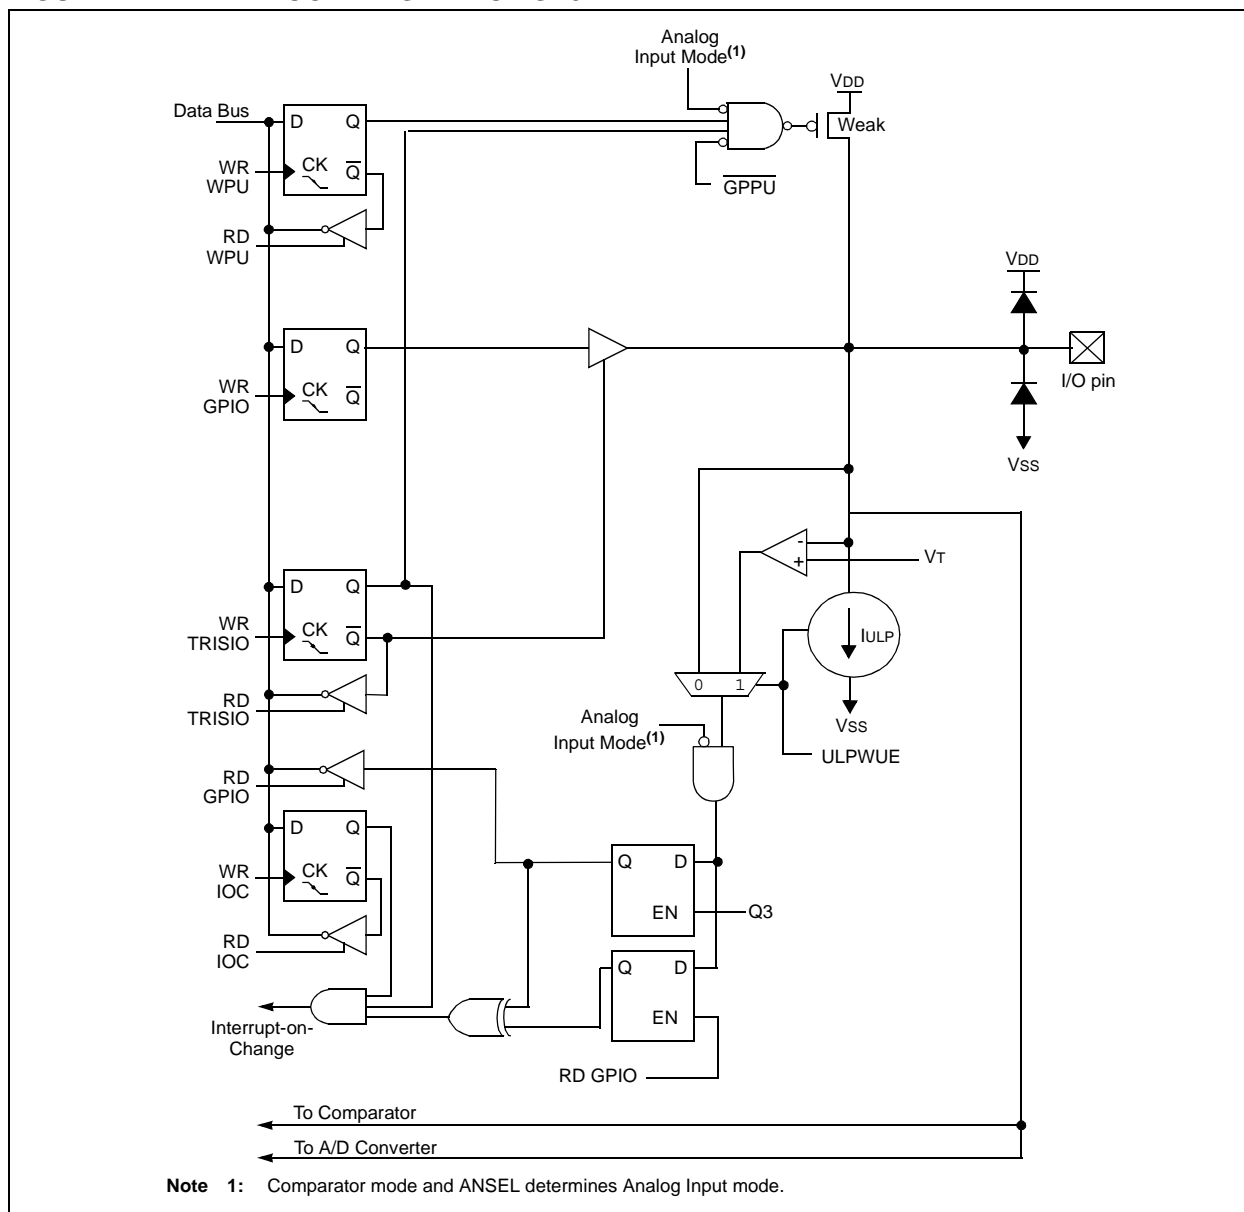 Analog
Input Mode(1)
VDD
Data Bus
D
Q
Weak
WR
WPU
CK
Q
GPPU
RD
WPU
VDD
D
Q
WR
GPIO
CK
Q
I/O pin
VSS
-
+
VT
D
Q
WR
TRISIO
CK
Q
IULP
0
1
RD
TRISIO
VSS
Analog
Input Mode(1)
ULPWUE
RD
GPIO
D
Q
WR
IOC
CK
Q
Q
D
EN
Q3
RD
IOC
Q
D
EN
Interrupt-on-
Change
RD GPIO
To Comparator
To A/D Converter
Note 1: Comparator mode and ANSEL determines Analog Input mode.